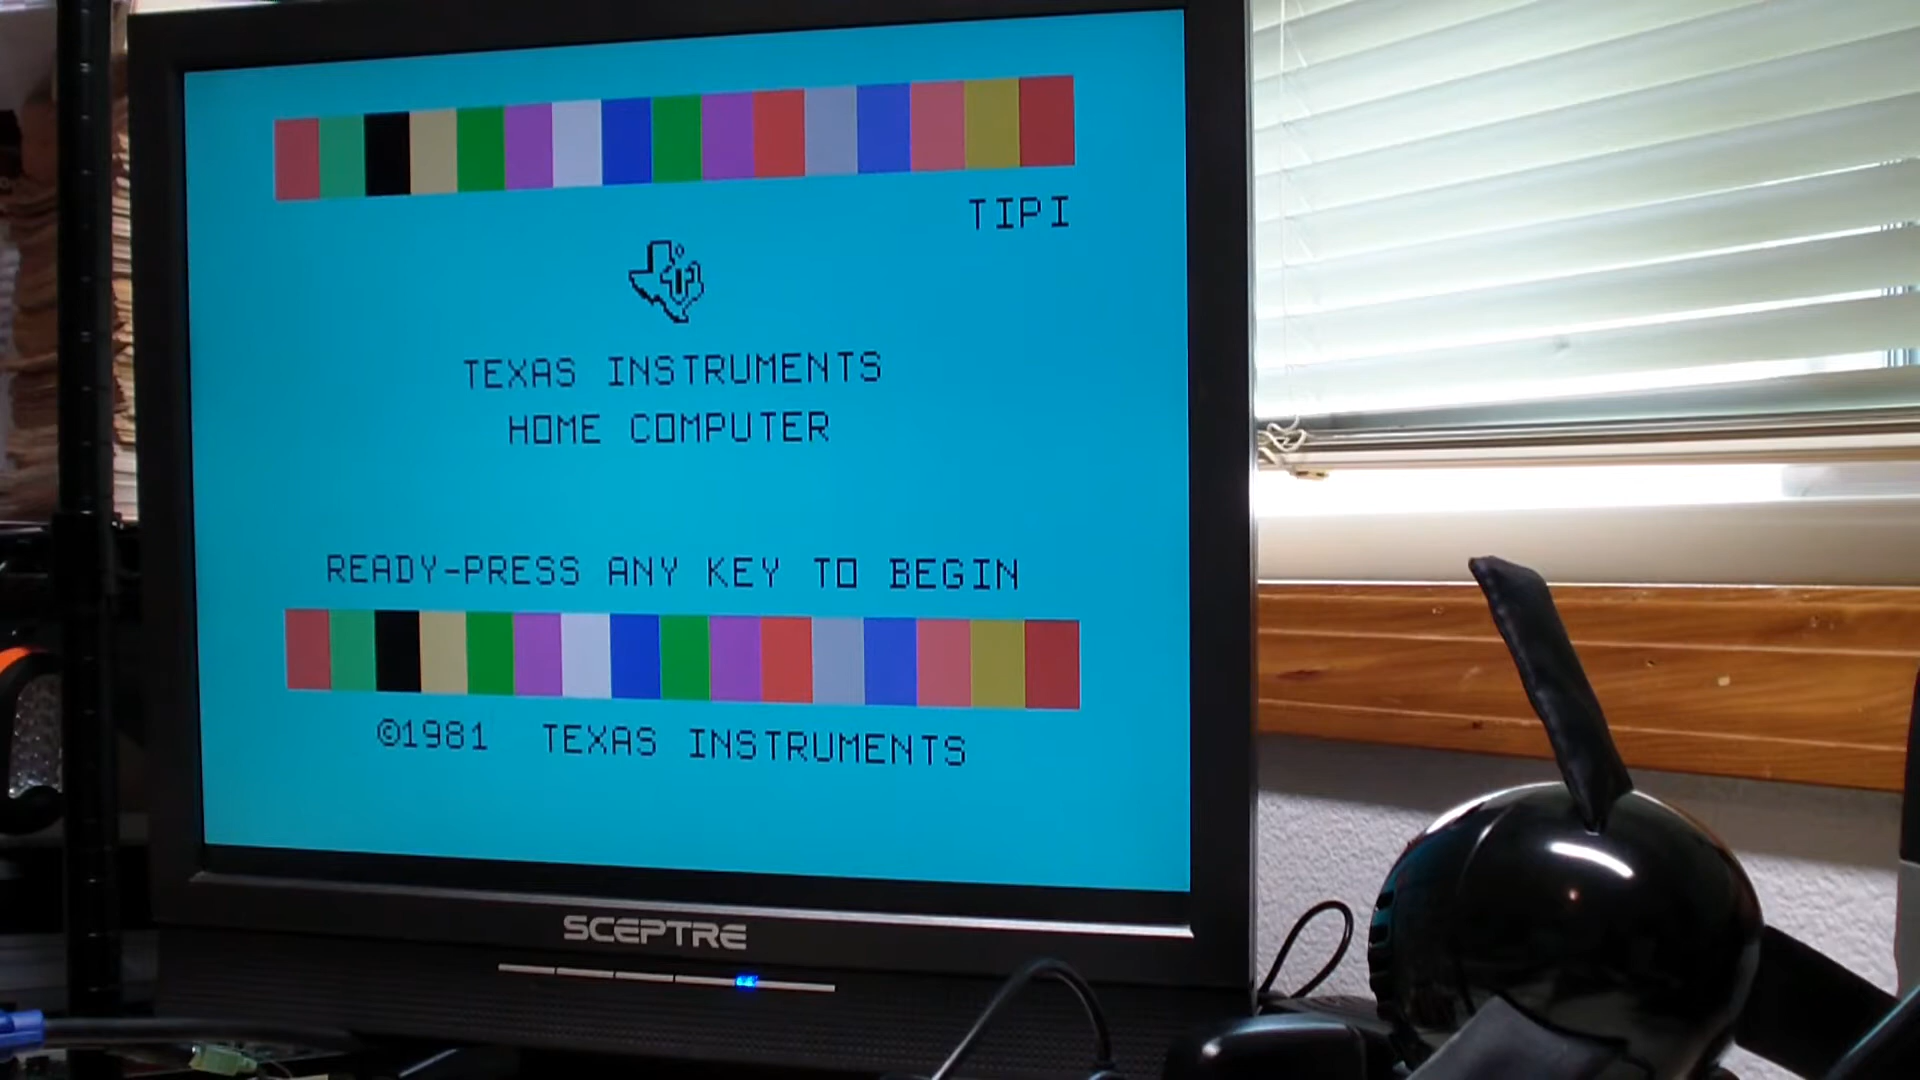 TIPI
TEXAS INSTRUMENTS
HOME COMPUTER
READY-PRESS ANY KEY TO BEGIN
©1981 TEXAS INSTRUMENTS
SCEPTRE